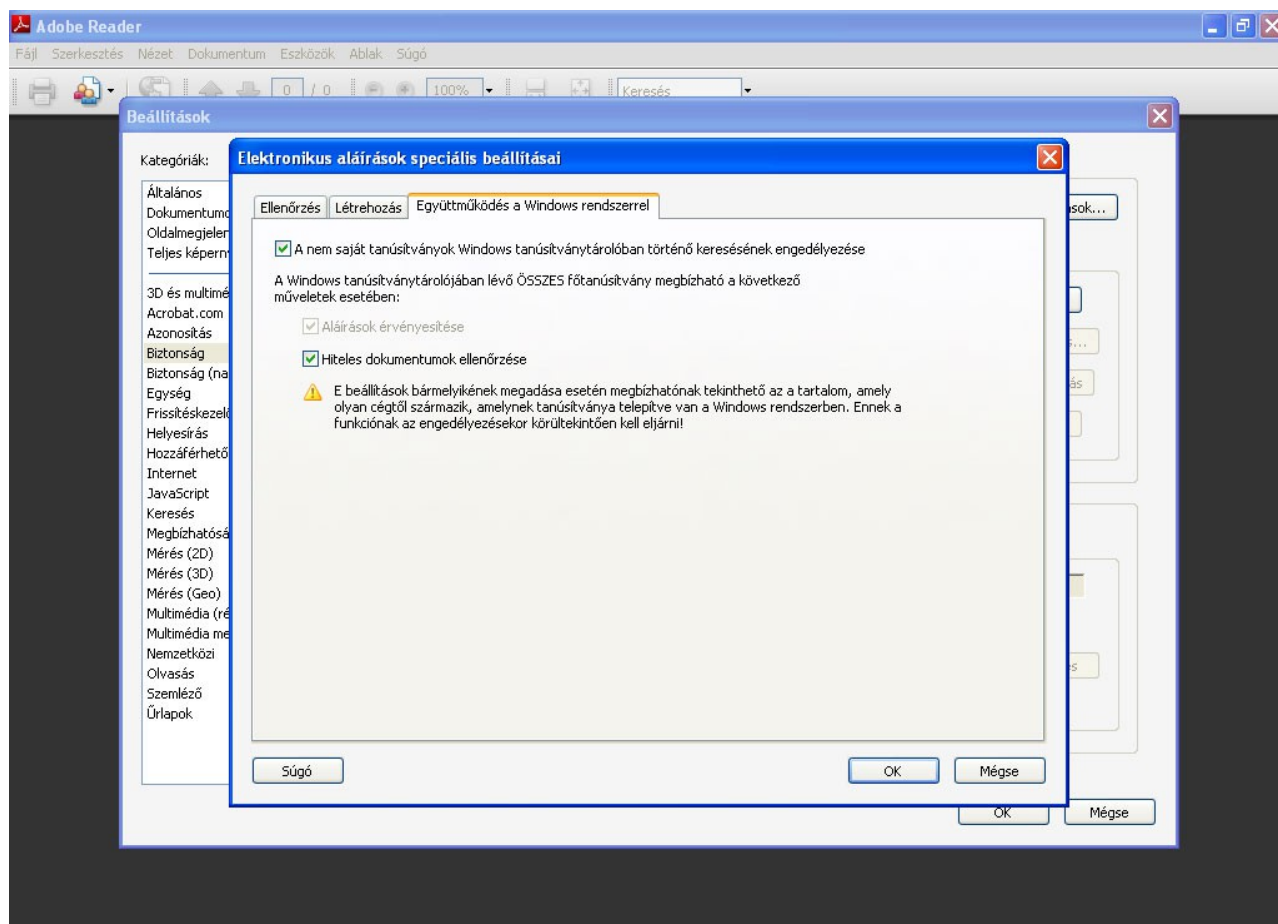 Adobe Reader
Fájl Szerkesztés Nézet Dokumentum Eszközök Ablak Súgó
0 / 0 100% Keresés
Beállítások
Kategóriák:
Általános
Oldalmegjelen
Teljes képern
3D és multimé
Acrobat.com
Azonosítás
Biztonság
Biztonság (na
Egység
Frissítéskezelő
Helyesírás
Hozzáférhető
Internet
JavaScript
Keresés
Megbízhatósá
Mérés (2D)
Mérés (3D)
Mérés (Geo)
Multimédia (ré
Multimédia me
Nemzetközi
Olvasás
Szemléző
Űrlapok
Elektronikus aláírások speciális beállításai
Ellenőrzés Létrehozás Együttműködés a Windows rendszerrel
A nem saját tanúsítványok Windows tanúsítványtárolóban történő keresésének engedélyezése
A Windows tanúsítványtárolójában lévő ÖSSZES főtanúsítvány megbízható a következő
műveletek esetében:
Aláírások érvényesítése
Hiteles dokumentumok ellenőrzése
E beállítások bármelyikének megadása esetén megbízhatónak tekinthető az a tartalom, amely
olyan cégtől származik, amelynek tanúsítványa telepítve van a Windows rendszerben. Ennek a
funkciónak az engedélyezésekor körültekintően kell eljárni!
Súgó OK Mégse
OK Mégse